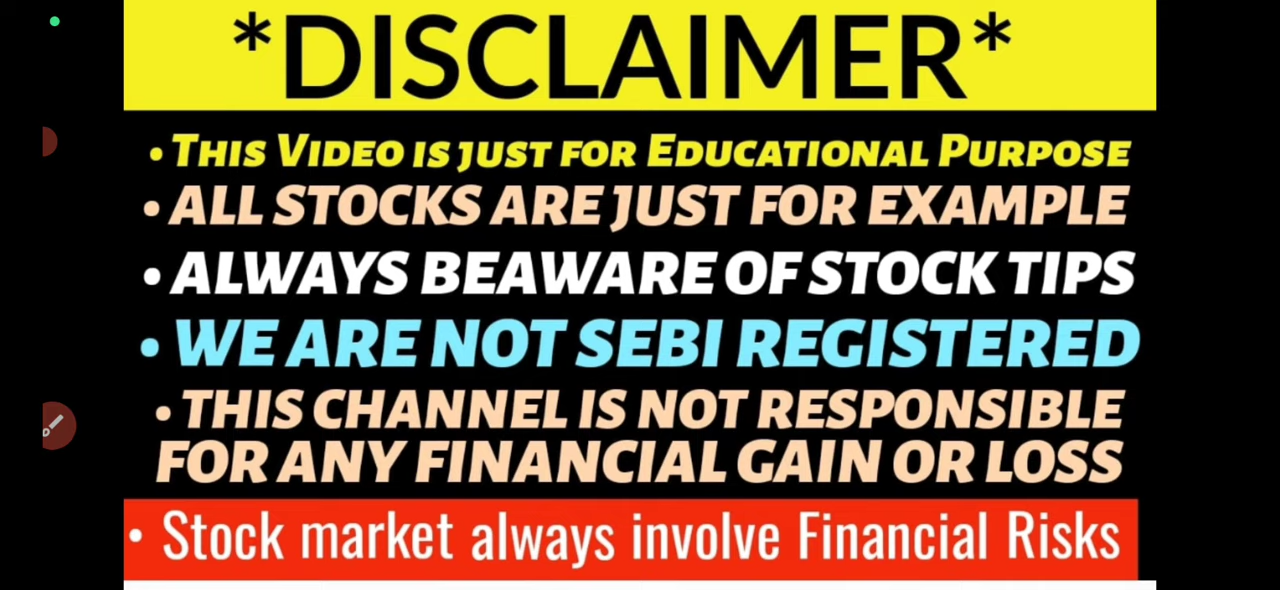 *DISCLAIMER*
• THIS VIDEO IS JUST FOR EDUCATIONAL PURPOSE
• ALL STOCKS ARE JUST FOR EXAMPLE
• ALWAYS BEAWARE OF STOCK TIPS
• WE ARE NOT SEBI REGISTERED
• THIS CHANNEL IS NOT RESPONSIBLE
FOR ANY FINANCIAL GAIN OR LOSS
• Stock market always involve Financial Risks